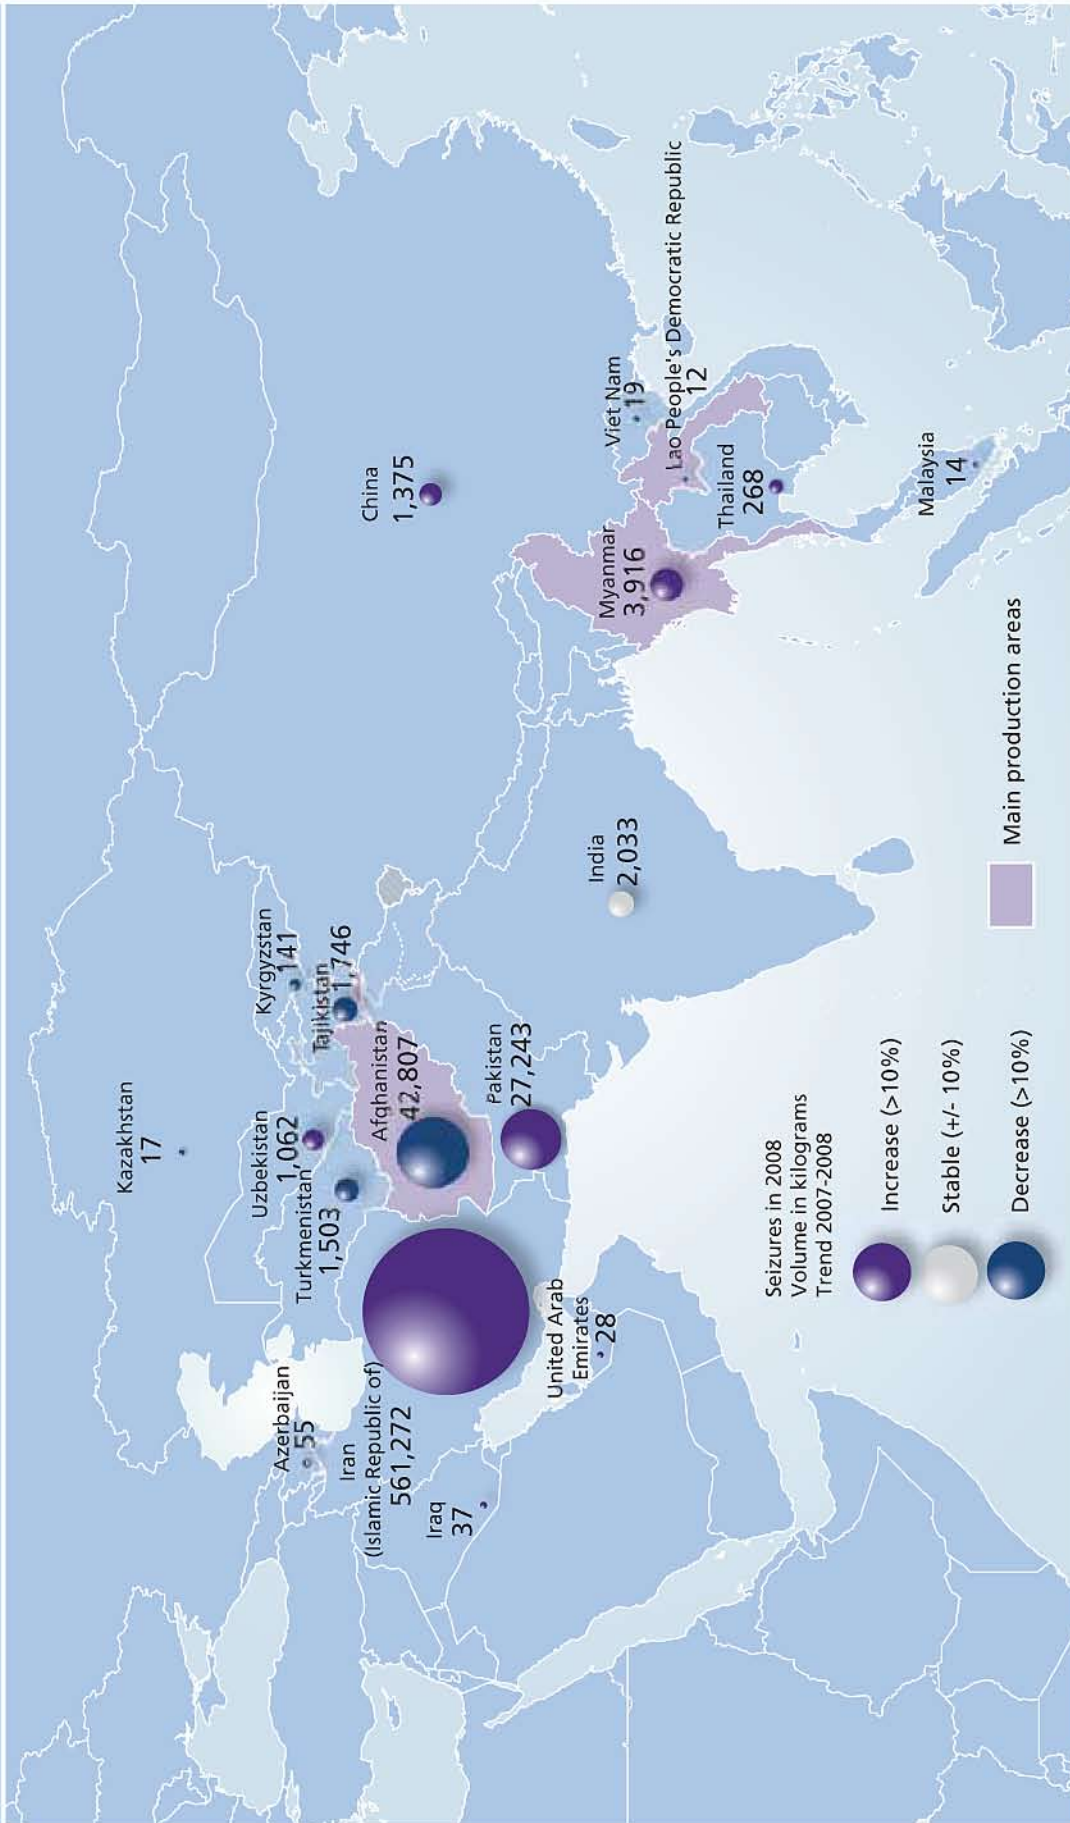 Kazakhstan
17
Uzbekistan
1,062
Turkmenistan
1,503
Kyrgyzstan
141
Tajikistan
1,746
Azerbaijan
55
Iran
(Islamic Republic of)
561,272
Iraq
37
Afghanistan
42,807
Pakistan
27,243
United Arab
Emirates
28
India
2,033
China
1,375
Myanmar
3,916
Viet Nam
19
Lao People's Democratic Republic
12
Thailand
268
Malaysia
14
Seizures in 2008
Volume in kilograms
Trend 2007-2008
Increase (>10%)
Stable (+/- 10%)
Decrease (>10%)
Main production areas